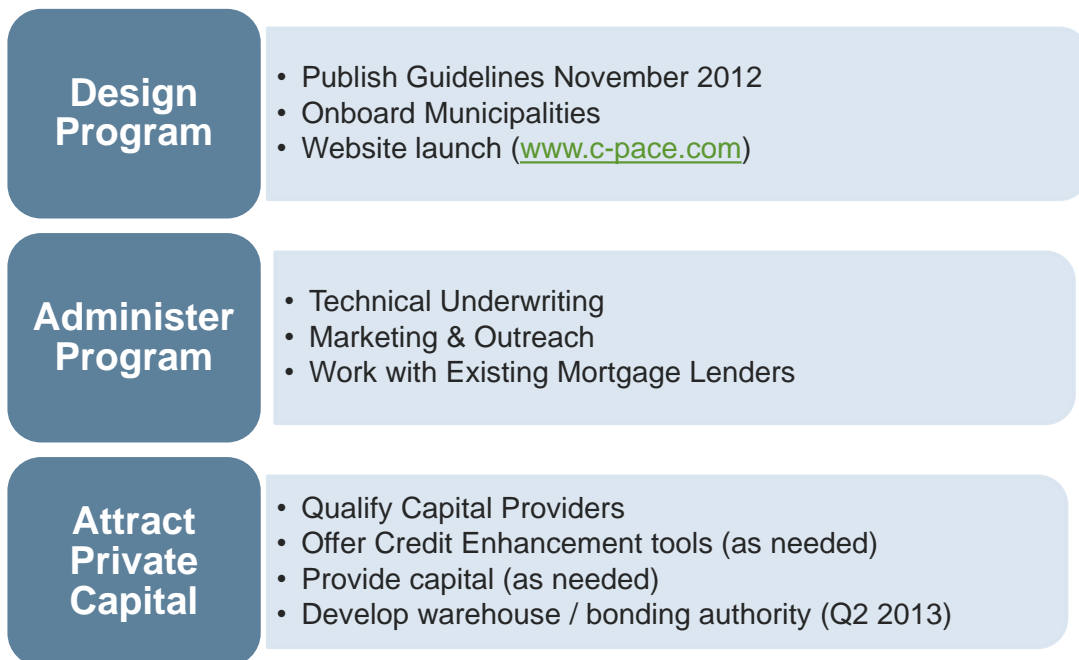 Design
Program
• Publish Guidelines November 2012
• Onboard Municipalities
• Website launch (www.c-pace.com)
Administer
Program
• Technical Underwriting
• Marketing & Outreach
• Work with Existing Mortgage Lenders
Attract
Private
Capital
• Qualify Capital Providers
• Offer Credit Enhancement tools (as needed)
• Provide capital (as needed)
• Develop warehouse / bonding authority (Q2 2013)